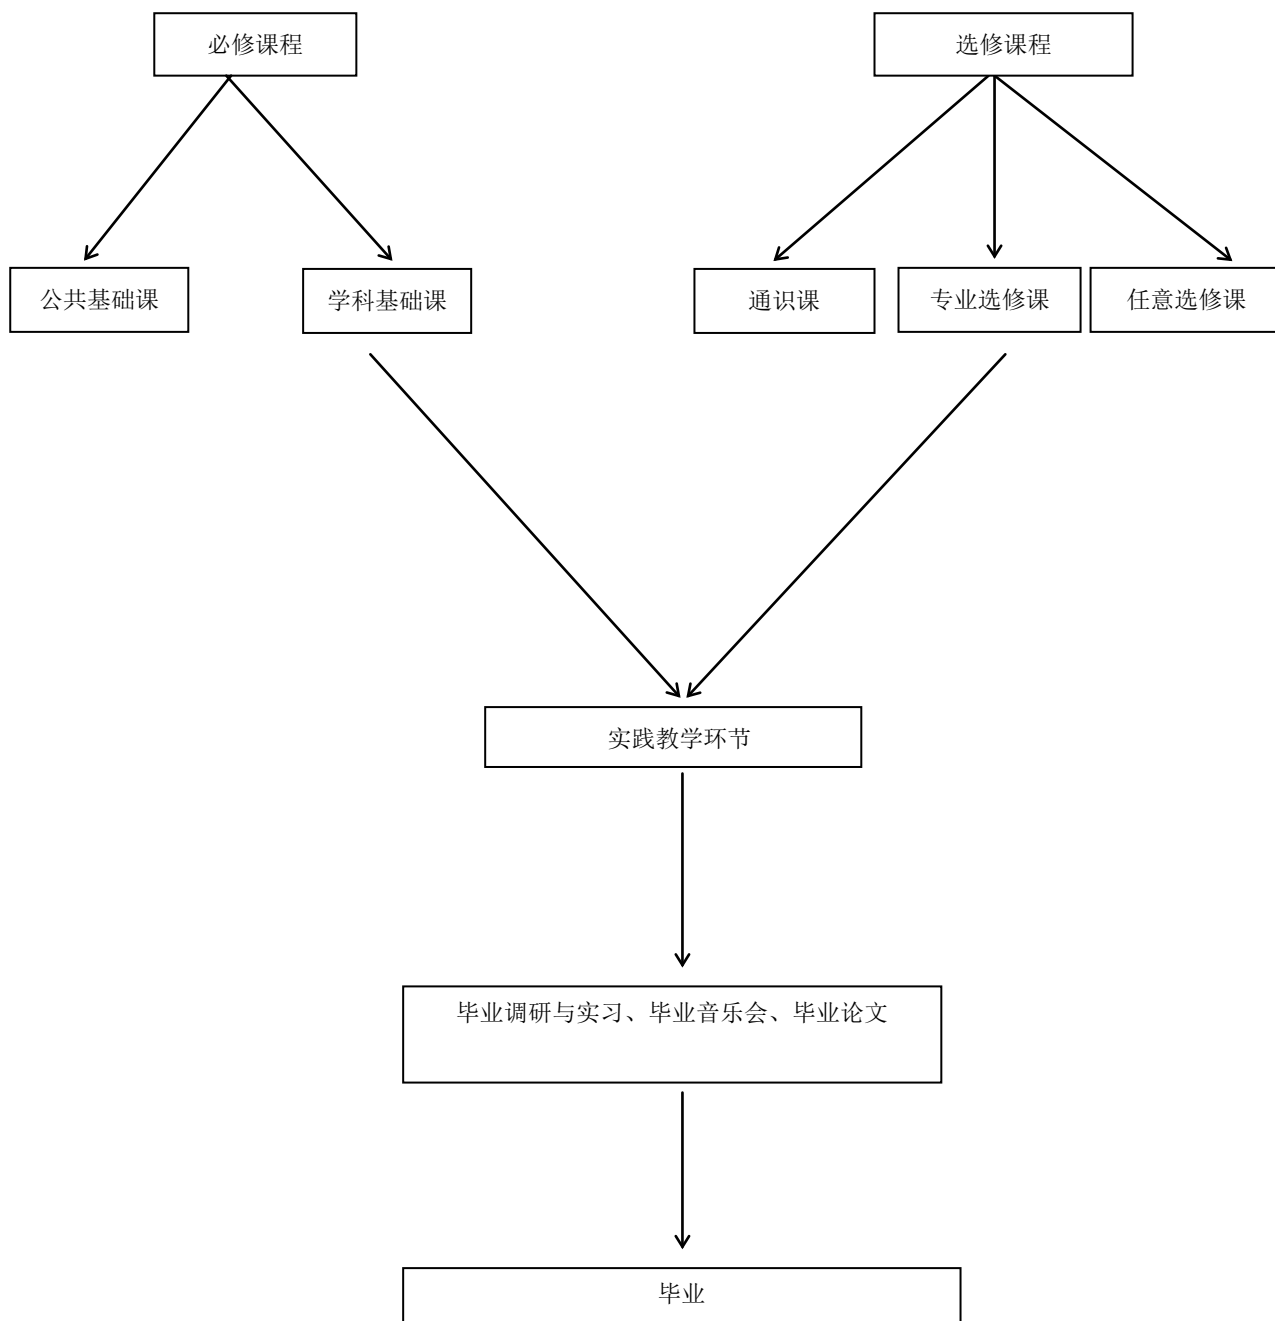 必修课程
选修课程
公共基础课
学科基础课
通识课
专业选修课
任意选修课
实践教学环节
毕业调研与实习、毕业音乐会、毕业论文
毕业